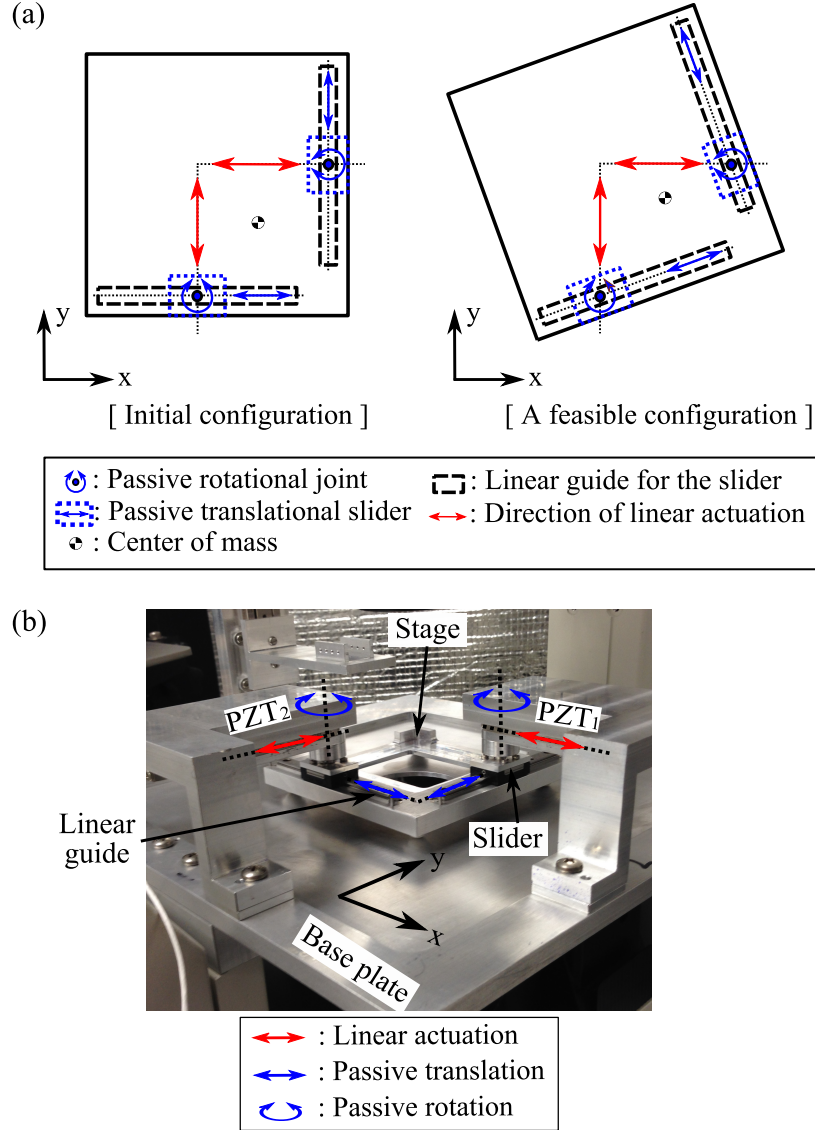 (a)
y
x
[ Initial configuration ]
y
x
[ A feasible configuration ]
: Passive rotational joint
: Linear guide for the slider
: Passive translational slider
: Direction of linear actuation
: Center of mass
(b)
Stage
PZT₂
PZT₁
Linear
guide
Slider
y
x
Base plate
: Linear actuation
: Passive translation
: Passive rotation